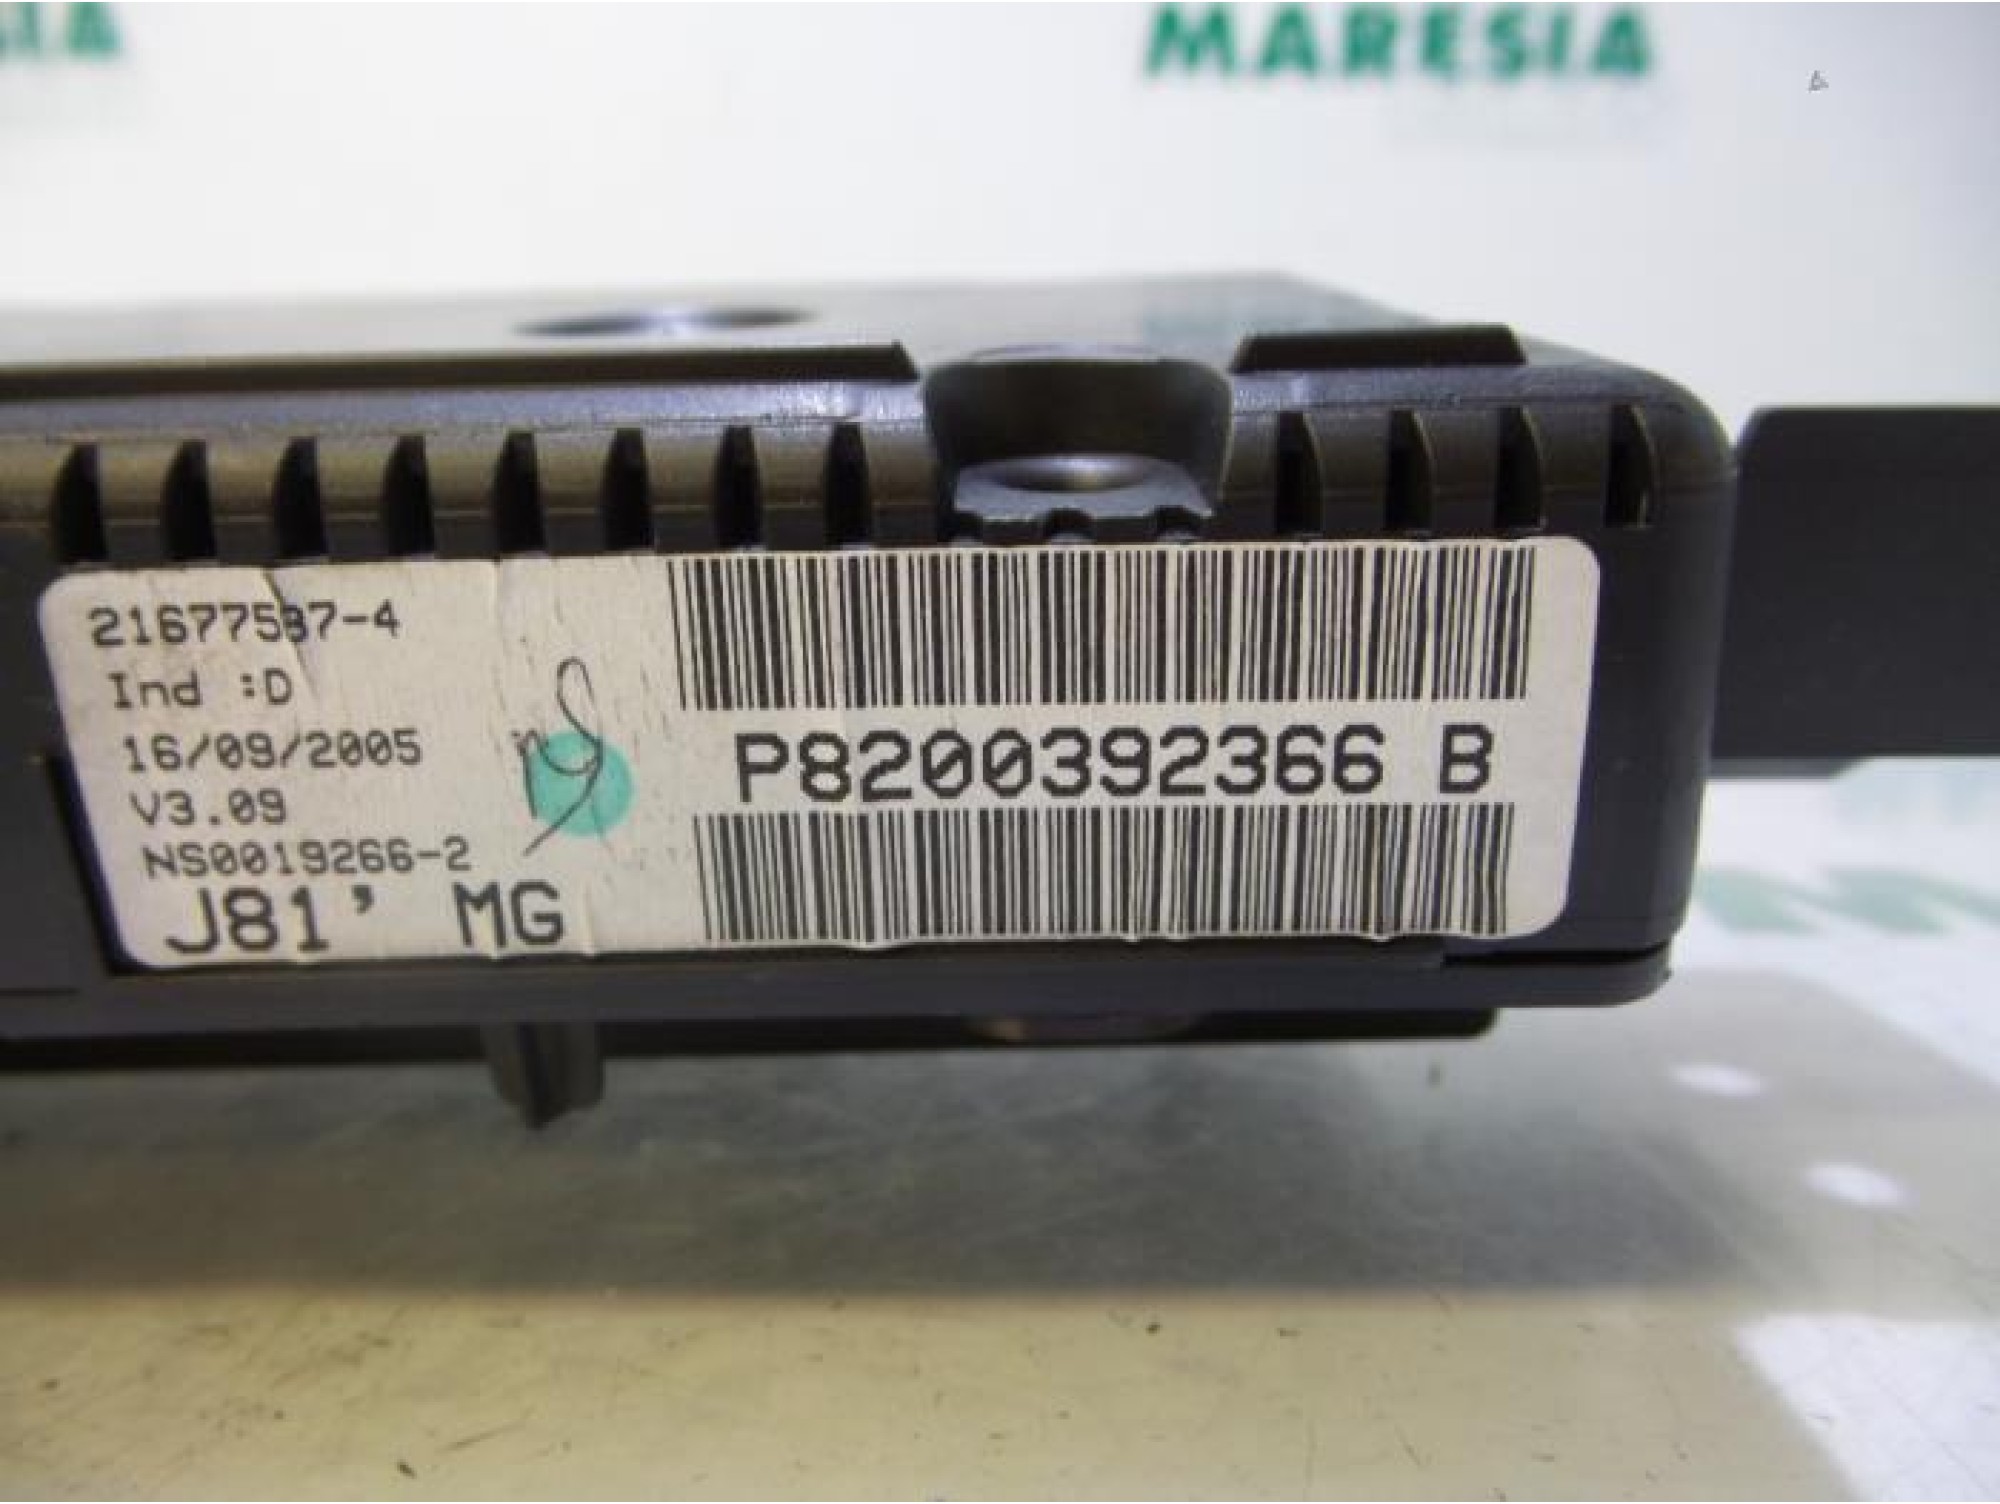 MARESIA
21677587-4
Ind :D
16/09/2005
V3.09
NS0019266-2
J81' MG
P8200392366 B